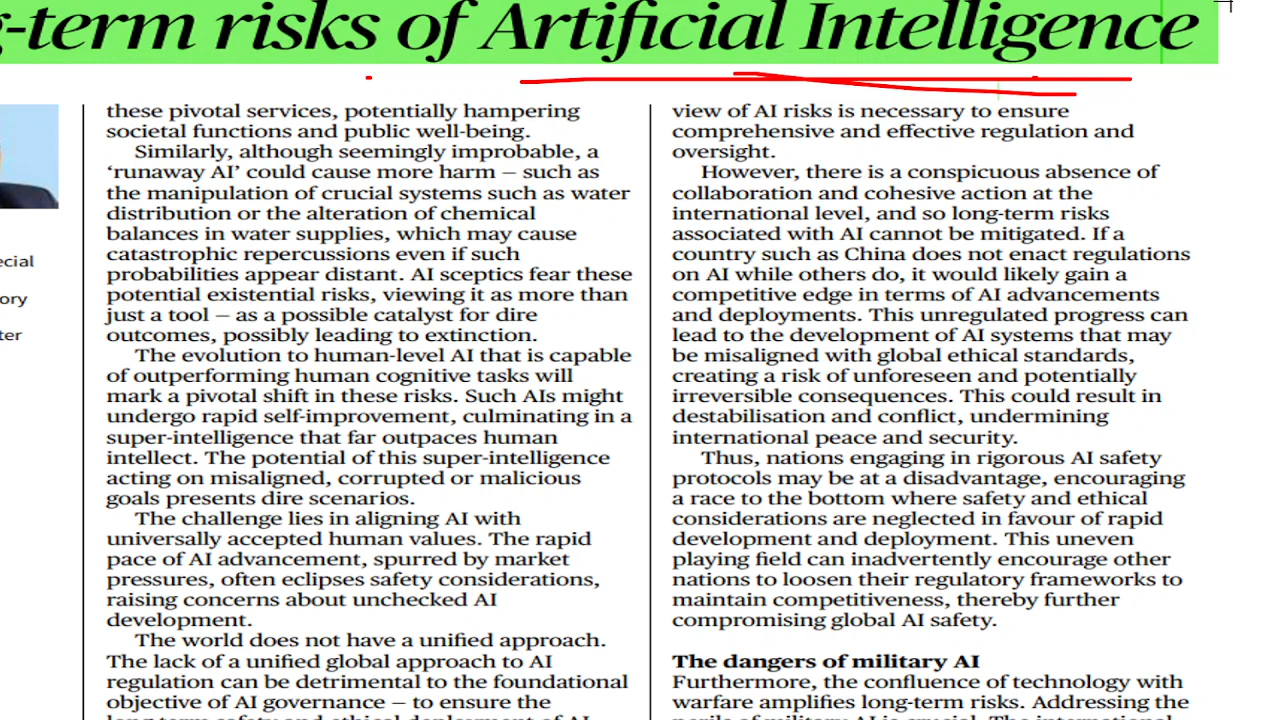 -term risks of Artificial Intelligence
ecial
ory
ter
these pivotal services, potentially hampering
societal functions and public well-being.
Similarly, although seemingly improbable, a
‘runaway AI’ could cause more harm — such as
the manipulation of crucial systems such as water
distribution or the alteration of chemical
balances in water supplies, which may cause
catastrophic repercussions even if such
probabilities appear distant. AI sceptics fear these
potential existential risks, viewing it as more than
just a tool — as a possible catalyst for dire
outcomes, possibly leading to extinction.
The evolution to human-level AI that is capable
of outperforming human cognitive tasks will
mark a pivotal shift in these risks. Such AIs might
undergo rapid self-improvement, culminating in a
super-intelligence that far outpaces human
intellect. The potential of this super-intelligence
acting on misaligned, corrupted or malicious
goals presents dire scenarios.
The challenge lies in aligning AI with
universally accepted human values. The rapid
pace of AI advancement, spurred by market
pressures, often eclipses safety considerations,
raising concerns about unchecked AI
development.
The world does not have a unified approach.
The lack of a unified global approach to AI
regulation can be detrimental to the foundational
objective of AI governance — to ensure the
long-term safety and ethical deployment of AI
view of AI risks is necessary to ensure
comprehensive and effective regulation and
oversight.
However, there is a conspicuous absence of
collaboration and cohesive action at the
international level, and so long-term risks
associated with AI cannot be mitigated. If a
country such as China does not enact regulations
on AI while others do, it would likely gain a
competitive edge in terms of AI advancements
and deployments. This unregulated progress can
lead to the development of AI systems that may
be misaligned with global ethical standards,
creating a risk of unforeseen and potentially
irreversible consequences. This could result in
destabilisation and conflict, undermining
international peace and security.
Thus, nations engaging in rigorous AI safety
protocols may be at a disadvantage, encouraging
a race to the bottom where safety and ethical
considerations are neglected in favour of rapid
development and deployment. This uneven
playing field can inadvertently encourage other
nations to loosen their regulatory frameworks to
maintain competitiveness, thereby further
compromising global AI safety.
The dangers of military AI
Furthermore, the confluence of technology with
warfare amplifies long-term risks. Addressing the
perils of military AI is crucial. The international